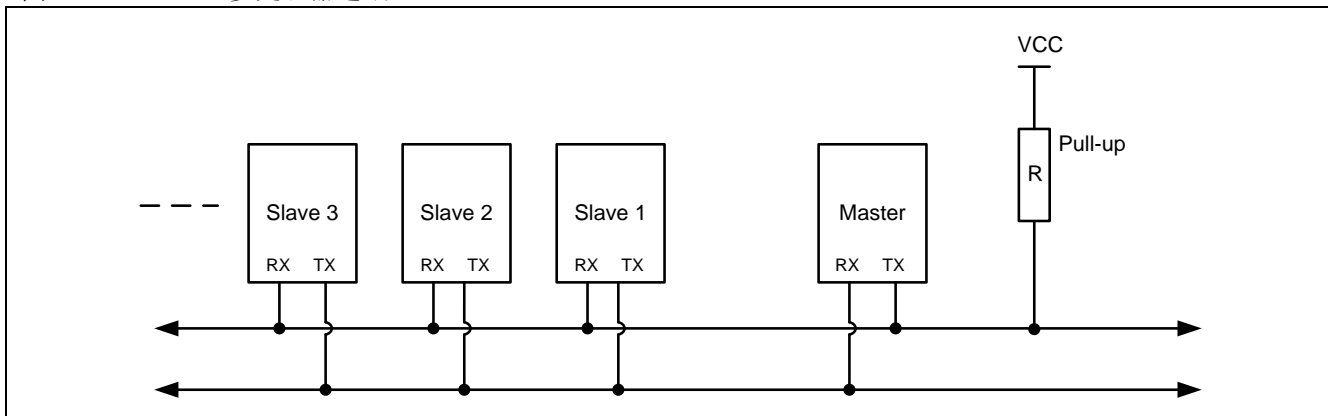 VCC
Pull-up
R
Slave 3
Slave 2
Slave 1
Master
RX TX
RX TX
RX TX
RX TX